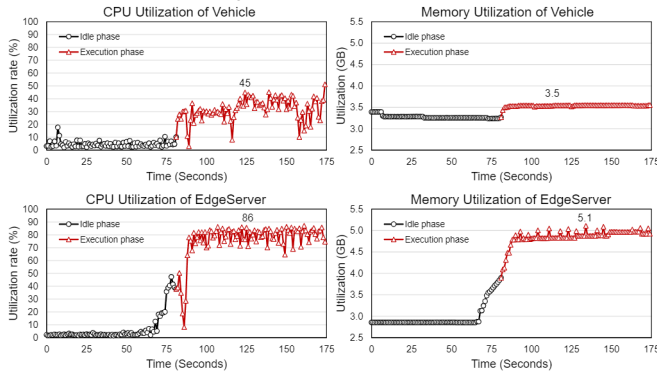 CPU Utilization of Vehicle
Utilization rate (%)
100
90
80
70
60
50
40
30
20
10
0
Idle phase
Execution phase
45
0 25 50 75 100 125 150 175
Time (Seconds)
Memory Utilization of Vehicle
Utilization (GB)
5.5
5.0
4.5
4.0
3.5
3.0
2.5
Idle phase
Execution phase
3.5
0 25 50 75 100 125 150 175
Time (Seconds)
CPU Utilization of EdgeServer
Utilization rate (%)
100
90
80
70
60
50
40
30
20
10
0
Idle phase
Execution phase
86
0 25 50 75 100 125 150 175
Time (Seconds)
Memory Utilization of EdgeServer
Utilization (GB)
5.5
5.0
4.5
4.0
3.5
3.0
2.5
Idle phase
Execution phase
5.1
0 25 50 75 100 125 150 175
Time (Seconds)